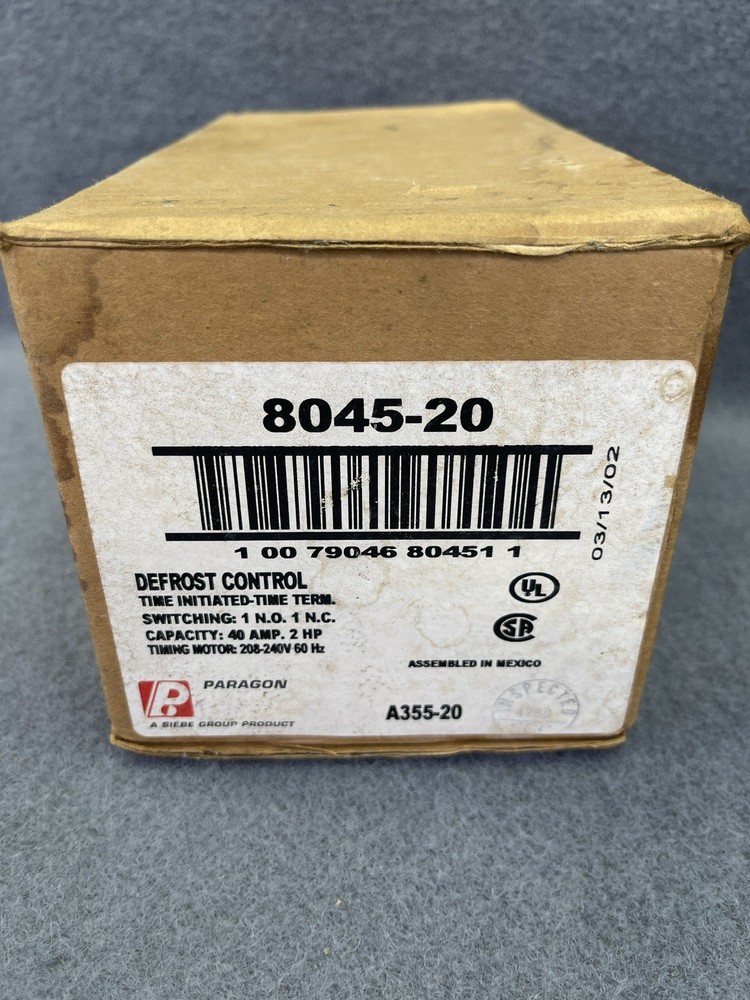 8045-20
1 00 79046 80451 1
03/13/02
DEFROST CONTROL
TIME INITIATED-TIME TERM.
SWITCHING: 1 N.O. 1 N.C.
CAPACITY: 40 AMP. 2 HP
TIMING MOTOR: 208-240V 60 Hz
UL
SA
ASSEMBLED IN MEXICO
P
PARAGON
A SIEBE GROUP PRODUCT
A355-20
INSPECTED